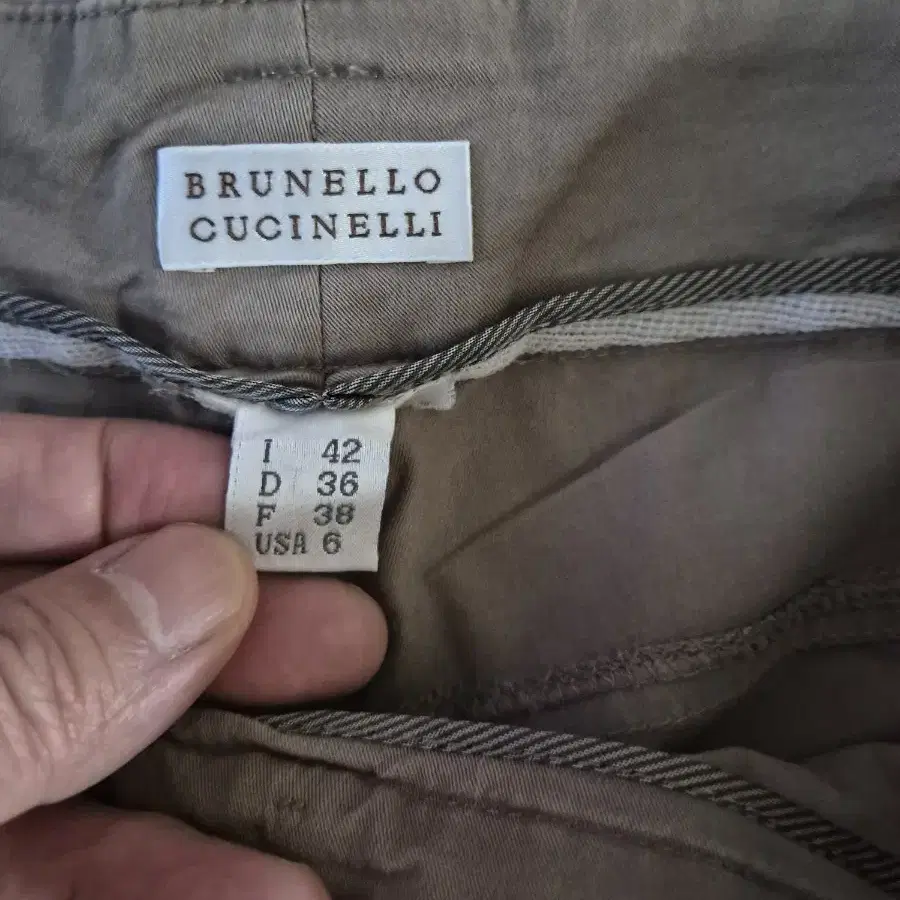 BRUNELLO
CUCINELLI
I 42
D 36
F 38
USA 6